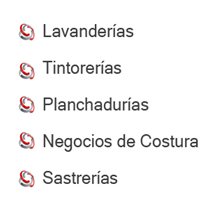 Lavanderías
Tintorerías
Planchadurías
Negocios de Costura
Sastrerías